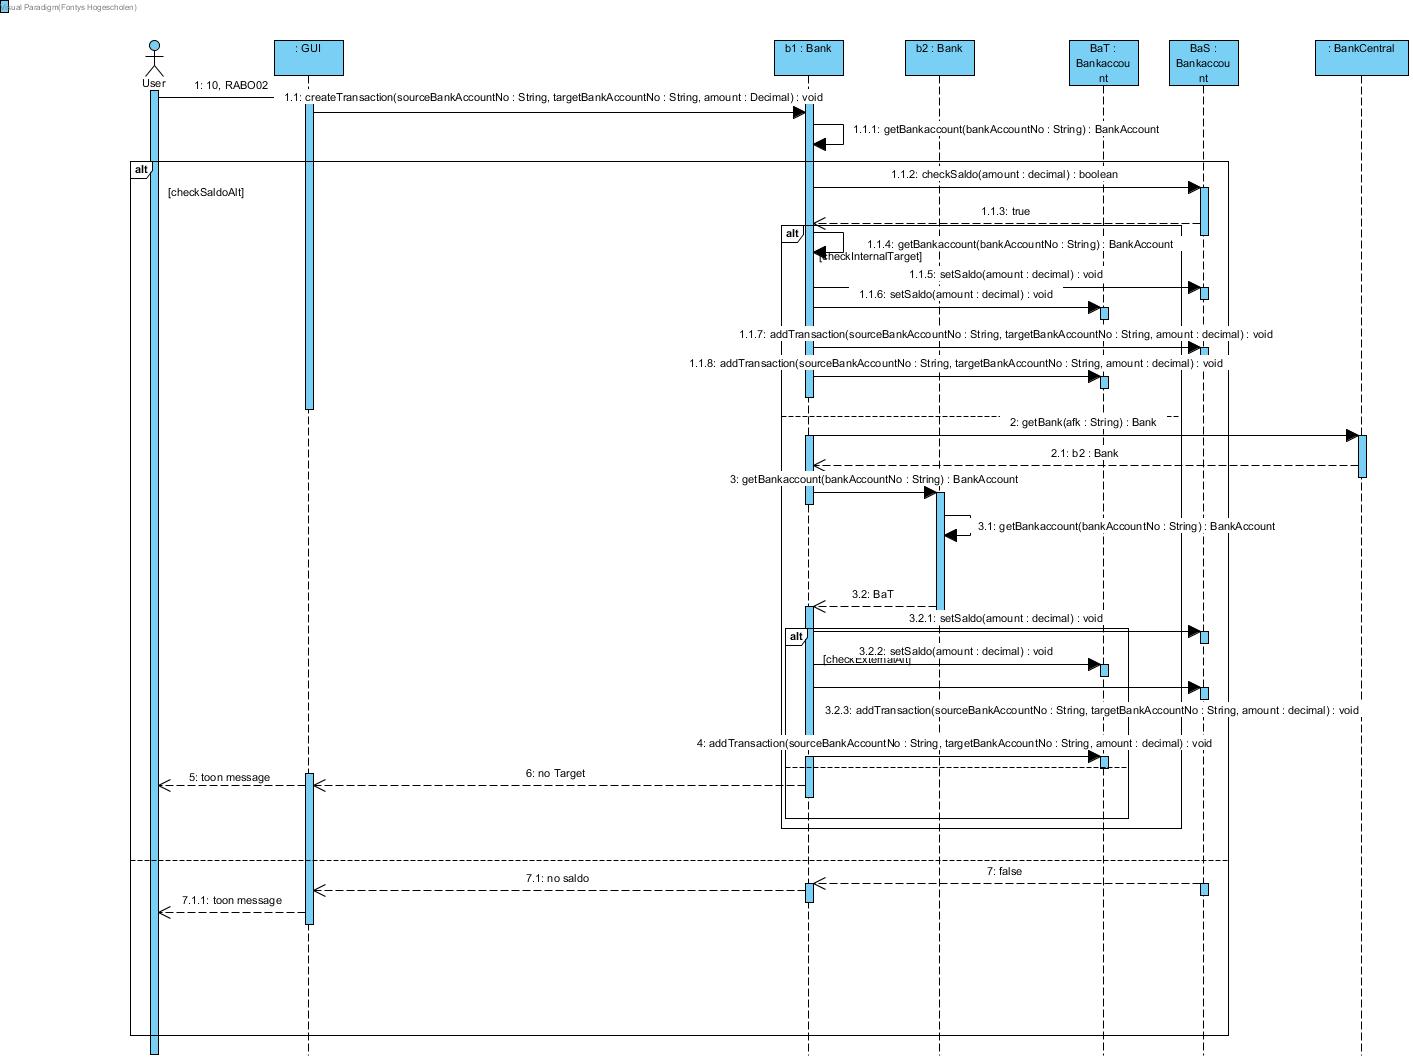 Visual Paradigm(Fontys Hogescholen)
: GUI
b1 : Bank
b2 : Bank
BaT :
Bankaccou
nt
BaS :
Bankaccou
nt
: BankCentral
User
1: 10, RABO02
1.1: createTransaction(sourceBankAccountNo : String, targetBankAccountNo : String, amount : Decimal) : void
1.1.1: getBankaccount(bankAccountNo : String) : BankAccount
alt
[checkSaldoAlt]
1.1.2: checkSaldo(amount : decimal) : boolean
1.1.3: true
alt
1.1.4: getBankaccount(bankAccountNo : String) : BankAccount
[checkInternalTarget]
1.1.5: setSaldo(amount : decimal) : void
1.1.6: setSaldo(amount : decimal) : void
1.1.7: addTransaction(sourceBankAccountNo : String, targetBankAccountNo : String, amount : decimal) : void
1.1.8: addTransaction(sourceBankAccountNo : String, targetBankAccountNo : String, amount : decimal) : void
2: getBank(afk : String) : Bank
2.1: b2 : Bank
3: getBankaccount(bankAccountNo : String) : BankAccount
3.1: getBankaccount(bankAccountNo : String) : BankAccount
3.2: BaT
3.2.1: setSaldo(amount : decimal) : void
alt
3.2.2: setSaldo(amount : decimal) : void
[checkExternalAlt]
3.2.3: addTransaction(sourceBankAccountNo : String, targetBankAccountNo : String, amount : decimal) : void
4: addTransaction(sourceBankAccountNo : String, targetBankAccountNo : String, amount : decimal) : void
5: toon message
6: no Target
7: false
7.1: no saldo
7.1.1: toon message